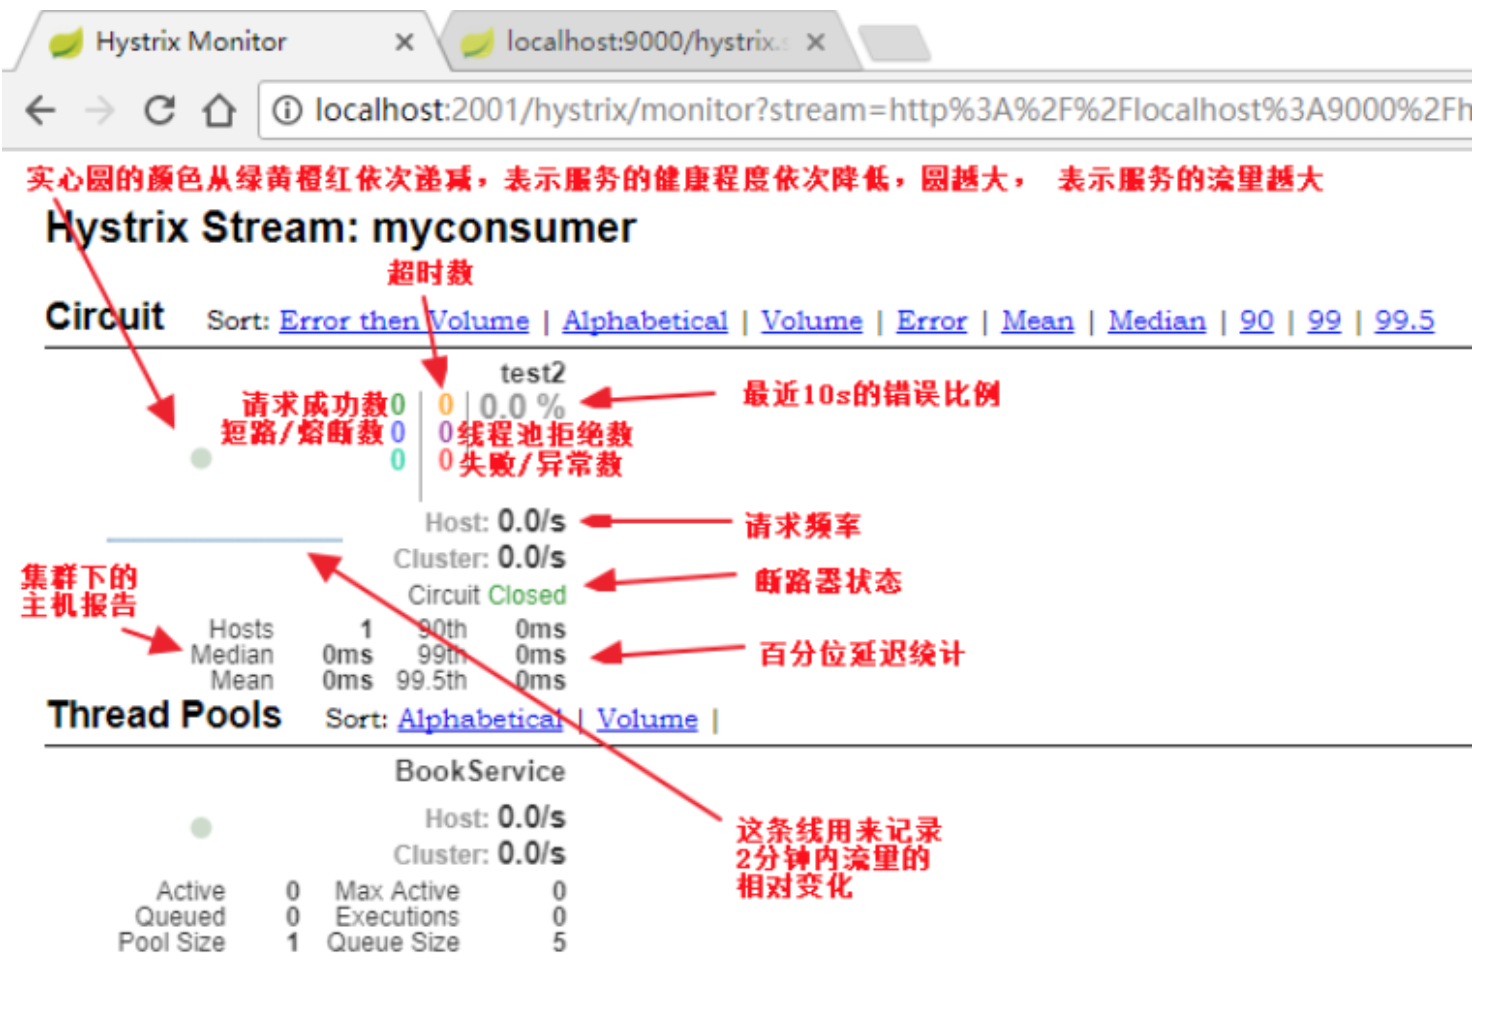 Hystrix Monitor
localhost:9000/hystrix.s
localhost:2001/hystrix/monitor?stream=http%3A%2F%2Flocalhost%3A9000%2Fh
实心圆的颜色从绿黄橙红依次递减，表示服务的健康程度依次降低，圆越大， 表示服务的流量越大
Hystrix Stream: myconsumer
超时数
Circuit Sort: Error then Volume | Alphabetical | Volume | Error | Mean | Median | 90 | 99 | 99.5
test2
请求成功数 0 | 0 | 0.0 % 最近10s的错误比例
短路/熔断数 0 | 0 线程池拒绝数
0 | 0 失败/异常数
Host: 0.0/s 请求频率
Cluster: 0.0/s
集群下的
主机报告
Circuit Closed 断路器状态
Hosts 1 90th 0ms
Median 0ms 99th 0ms 百分位延迟统计
Mean 0ms 99.5th 0ms
Thread Pools Sort: Alphabetical | Volume |
BookService
Host: 0.0/s
Cluster: 0.0/s
这条线用来记录
2分钟内流量的
相对变化
Active 0 Max Active 0
Queued 0 Executions 0
Pool Size 1 Queue Size 5